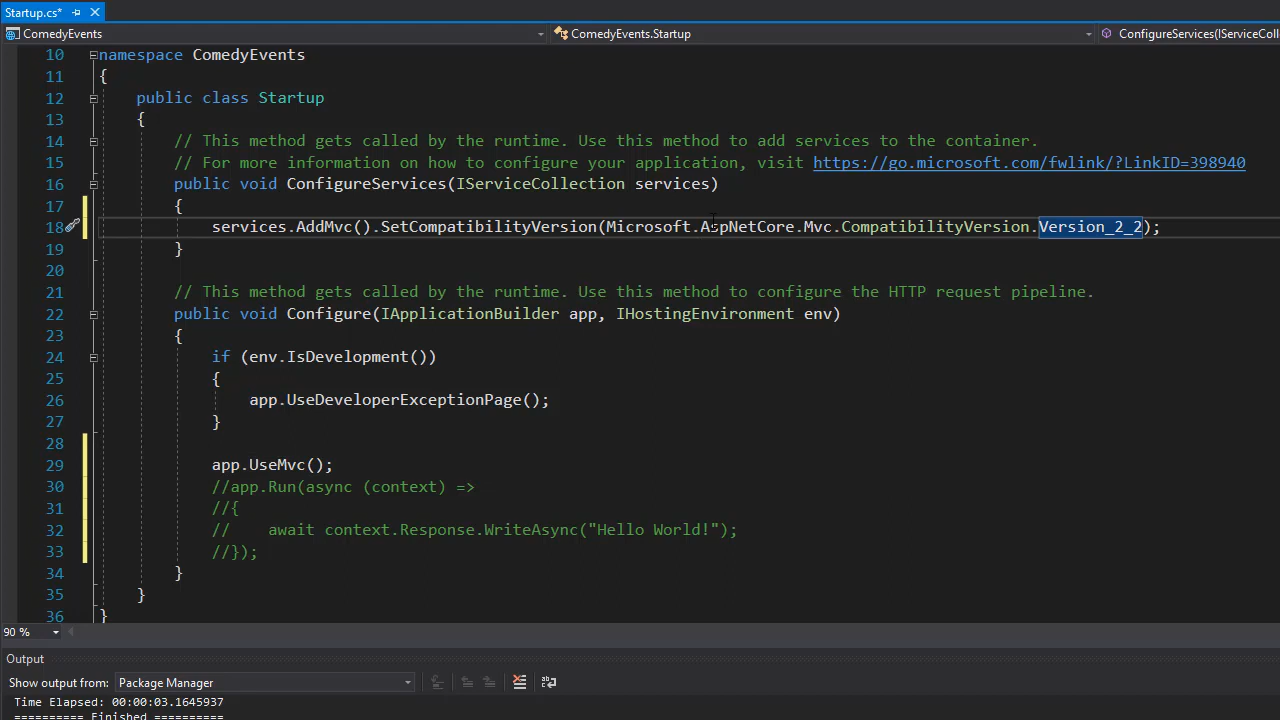 Startup.cs*
ComedyEvents ComedyEvents.Startup ConfigureServices(IServiceColl
10 namespace ComedyEvents
11 {
12 public class Startup
13 {
14 // This method gets called by the runtime. Use this method to add services to the container.
15 // For more information on how to configure your application, visit https://go.microsoft.com/fwlink/?LinkID=398940
16 public void ConfigureServices(IServiceCollection services)
17 {
18 services.AddMvc().SetCompatibilityVersion(Microsoft.AspNetCore.Mvc.CompatibilityVersion.Version_2_2);
19 }
20
21 // This method gets called by the runtime. Use this method to configure the HTTP request pipeline.
22 public void Configure(IApplicationBuilder app, IHostingEnvironment env)
23 {
24 if (env.IsDevelopment())
25 {
26 app.UseDeveloperExceptionPage();
27 }
28
29 app.UseMvc();
30 //app.Run(async (context) =>
31 //{
32 //    await context.Response.WriteAsync("Hello World!");
33 //});
34 }
35 }
36 }
90 %
Output
Show output from: Package Manager
Time Elapsed: 00:00:03.1645937
========== Finished ==========